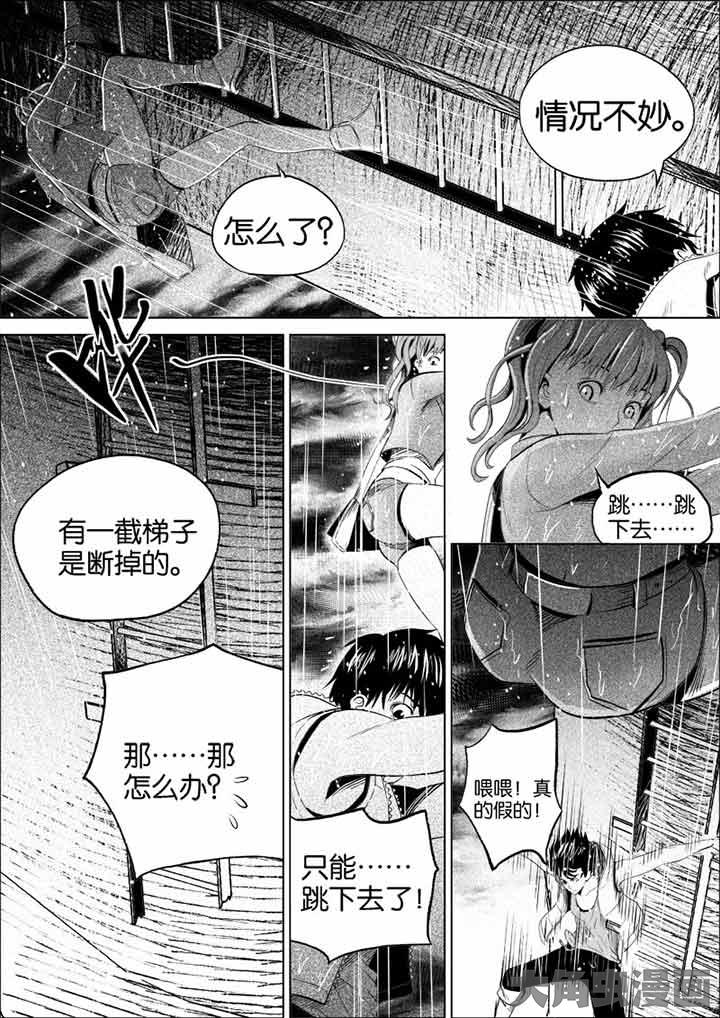 情况不妙。
怎么了?
有一截梯子
是断掉的。
那……那
怎么办?
只能……
跳下去了!
跳……跳
下去……
喂喂!真
的假的!
大角虫漫画